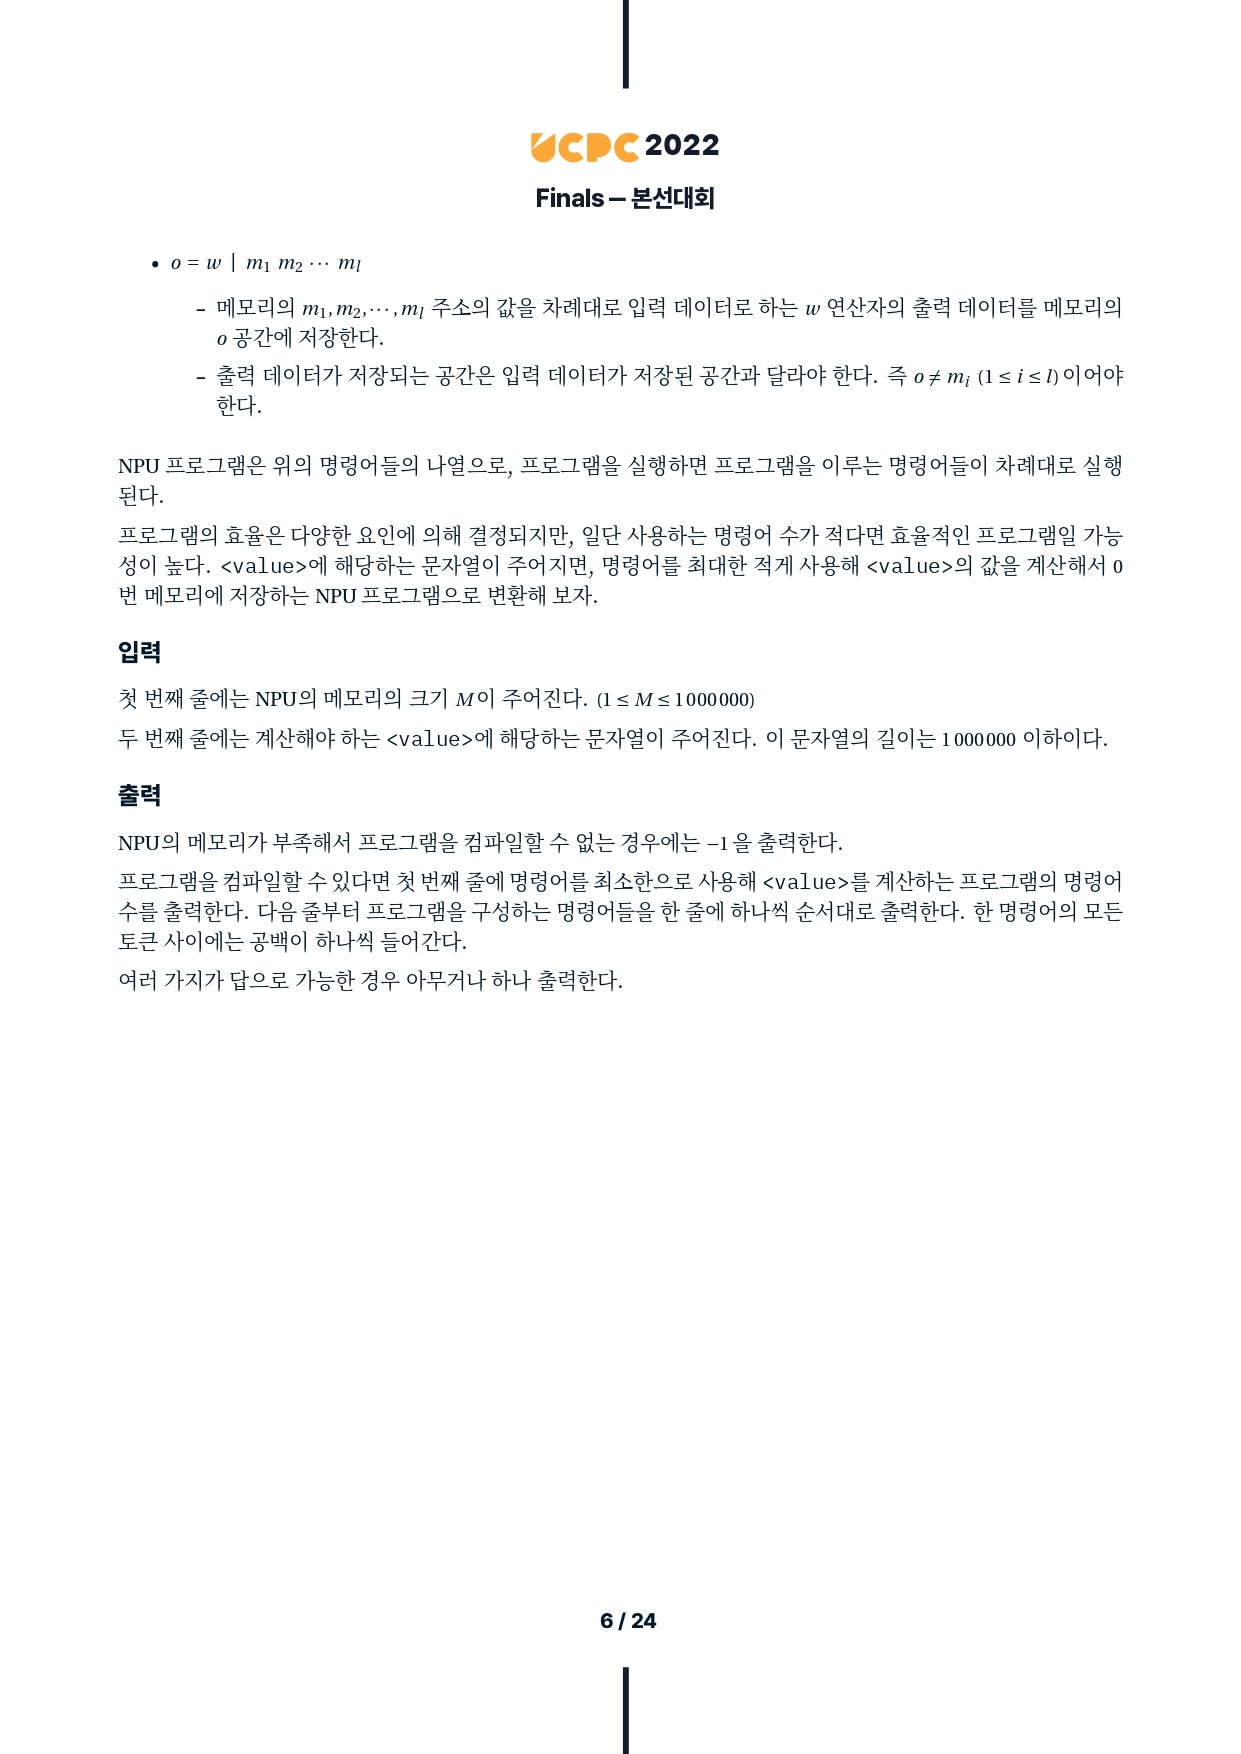 UCPC 2022
Finals — 본선대회
• o = w | m₁ m₂ ⋯ mₗ
– 메모리의 m₁, m₂, ⋯ , mₗ 주소의 값을 차례대로 입력 데이터로 하는 w 연산자의 출력 데이터를 메모리의
o 공간에 저장한다.
– 출력 데이터가 저장되는 공간은 입력 데이터가 저장된 공간과 달라야 한다. 즉 o ≠ mᵢ (1 ≤ i ≤ l)이어야
한다.
NPU 프로그램은 위의 명령어들의 나열으로, 프로그램을 실행하면 프로그램을 이루는 명령어들이 차례대로 실행
된다.
프로그램의 효율은 다양한 요인에 의해 결정되지만, 일단 사용하는 명령어 수가 적다면 효율적인 프로그램일 가능
성이 높다. <value>에 해당하는 문자열이 주어지면, 명령어를 최대한 적게 사용해 <value>의 값을 계산해서 0
번 메모리에 저장하는 NPU 프로그램으로 변환해 보자.
입력
첫 번째 줄에는 NPU의 메모리의 크기 M이 주어진다. (1 ≤ M ≤ 1 000 000)
두 번째 줄에는 계산해야 하는 <value>에 해당하는 문자열이 주어진다. 이 문자열의 길이는 1 000 000 이하이다.
출력
NPU의 메모리가 부족해서 프로그램을 컴파일할 수 없는 경우에는 −1을 출력한다.
프로그램을 컴파일할 수 있다면 첫 번째 줄에 명령어를 최소한으로 사용해 <value>를 계산하는 프로그램의 명령어
수를 출력한다. 다음 줄부터 프로그램을 구성하는 명령어들을 한 줄에 하나씩 순서대로 출력한다. 한 명령어의 모든
토큰 사이에는 공백이 하나씩 들어간다.
여러 가지가 답으로 가능한 경우 아무거나 하나 출력한다.
6 / 24